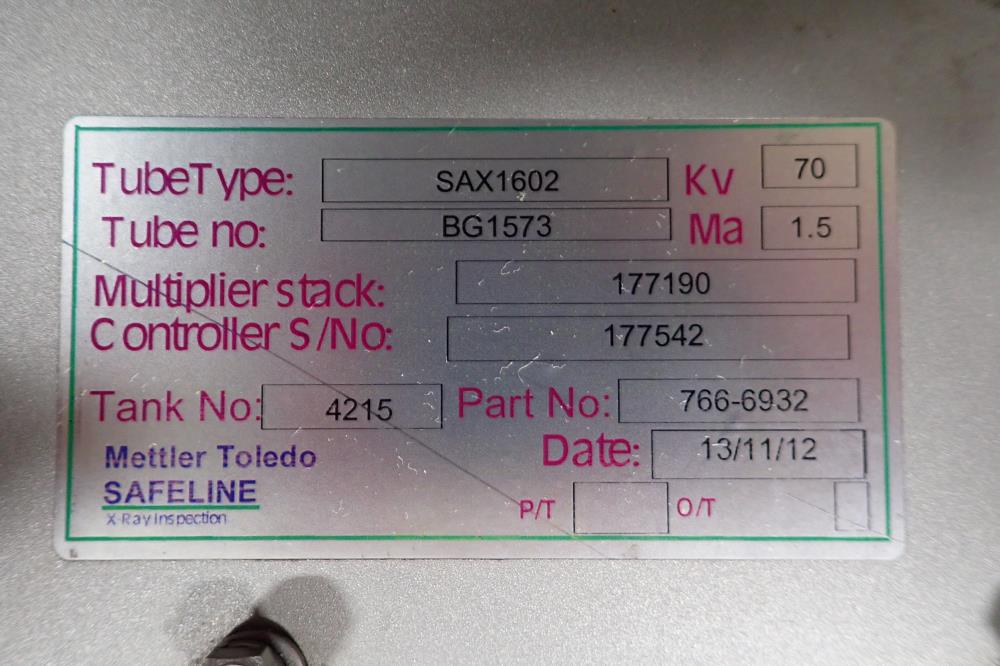 TubeType: SAX1602 Kv 70
Tube no: BG1573 Ma 1.5
Multiplier stack: 177190
Controller S/No: 177542
Tank No: 4215 Part No: 766-6932
Mettler Toledo Date: 13/11/12
SAFELINE
X-Ray Inspection P/T O/T